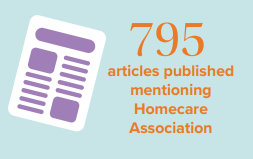 795
articles published
mentioning
Homecare
Association